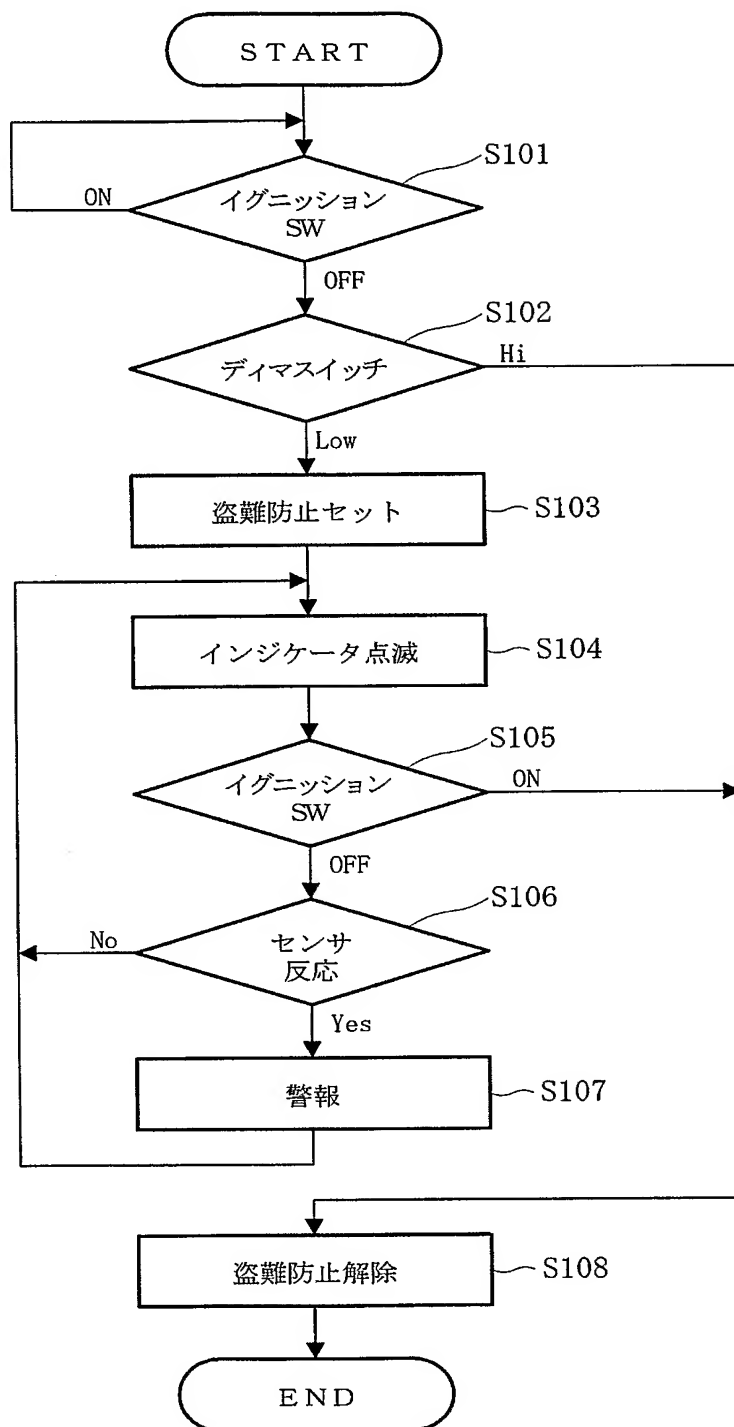 START
S101
ON
イグニッション
SW
OFF
S102
ディマスイッチ
Hi
Low
盗難防止セット
S103
インジケータ点滅
S104
S105
イグニッション
SW
ON
OFF
S106
No
センサ
反応
Yes
警報
S107
盗難防止解除
S108
END